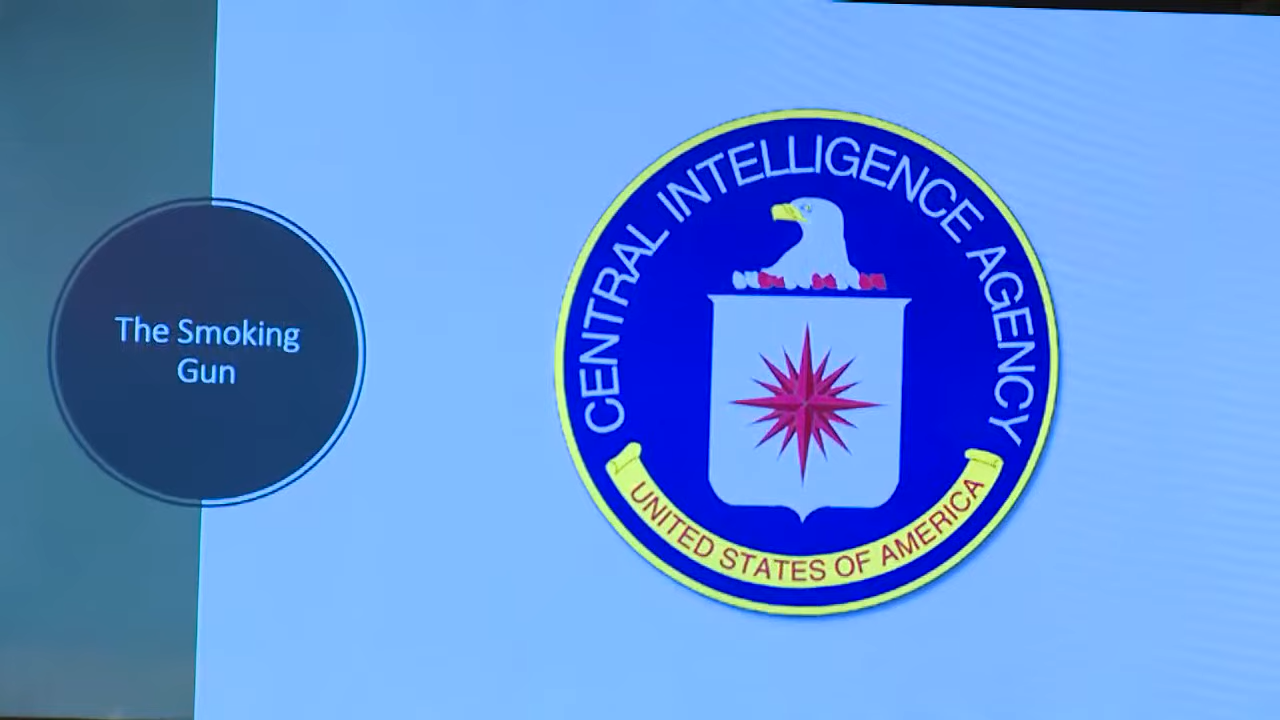 The Smoking
Gun
CENTRAL INTELLIGENCE AGENCY
UNITED STATES OF AMERICA